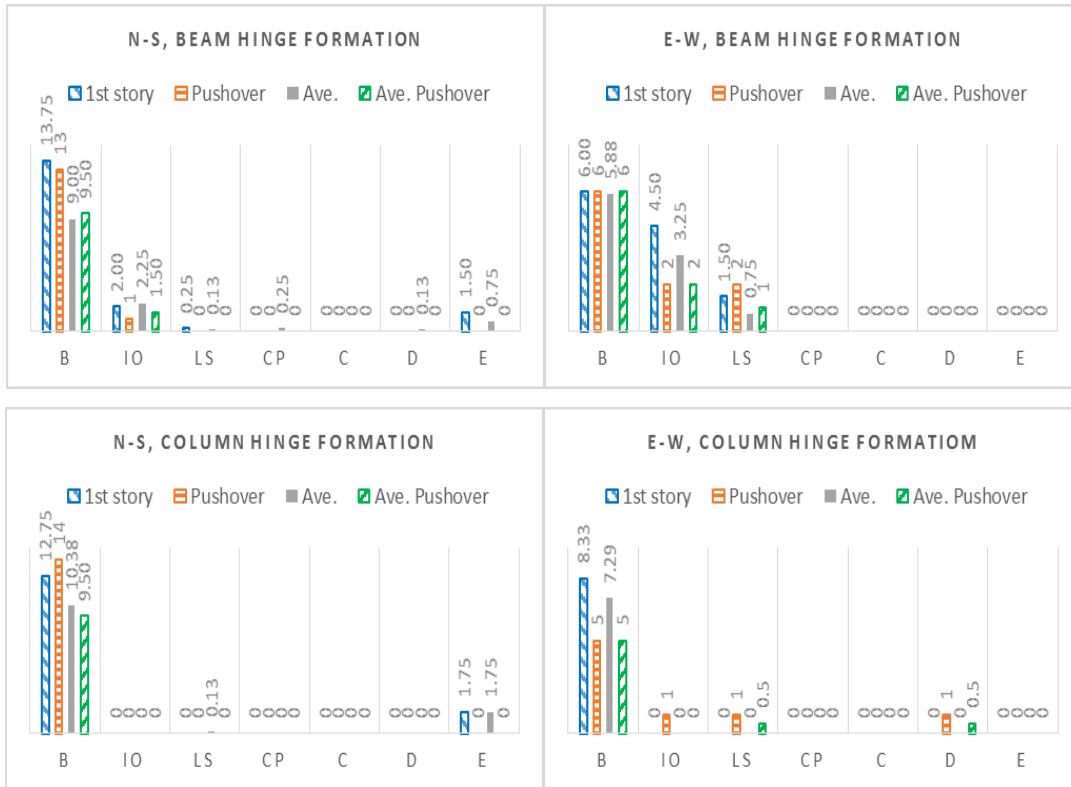 N-S, BEAM HINGE FORMATION
1st story Pushover Ave. Ave. Pushover
13.75 13 9.00 9.50 2.00 1 2.25 1.50 0.25 0 0.13 0 0 0 0.25 0 0 0 0 0 0 0 0.13 0 1.50 0 0.75 0
B IO LS CP C D E
E-W, BEAM HINGE FORMATION
1st story Pushover Ave. Ave. Pushover
6.00 6 5.88 6 4.50 2 3.25 2 1.50 2 0.75 1 0 0 0 0 0 0 0 0 0 0 0 0 0 0 0 0
B IO LS CP C D E
N-S, COLUMN HINGE FORMATION
1st story Pushover Ave. Ave. Pushover
12.75 14 10.38 9.50 0 0 0 0 0 0 0.13 0 0 0 0 0 0 0 0 0 0 0 0 0 1.75 0 1.75 0
B IO LS CP C D E
E-W, COLUMN HINGE FORMATIOM
1st story Pushover Ave. Ave. Pushover
8.33 5 7.29 5 0 1 0 0 0 1 0 0.5 0 0 0 0 0 0 0 0 0 1 0 0.5 0 0 0 0
B IO LS CP C D E